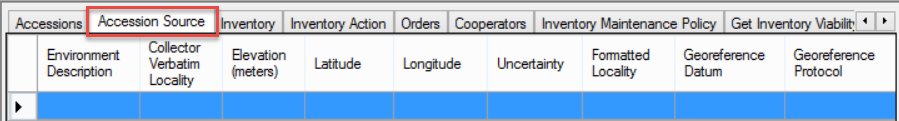 Accessions Accession Source Inventory Inventory Action Orders Cooperators Inventory Maintenance Policy Get Inventory Viability
Environment Description
Collector Verbatim Locality
Elevation (meters)
Latitude
Longitude
Uncertainty
Formatted Locality
Georeference Datum
Georeference Protocol